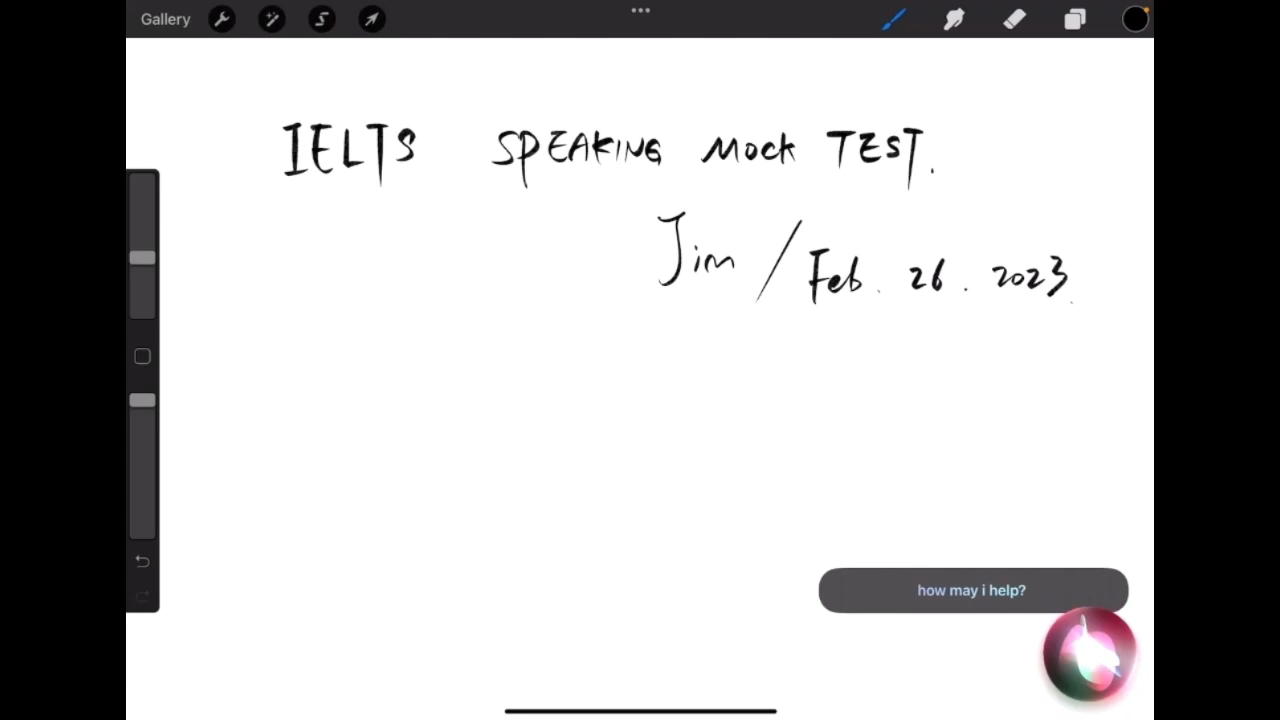 Gallery
IELTS SPEAKING MOCK TEST.
Jim / Feb. 26. 2023.
how may i help?